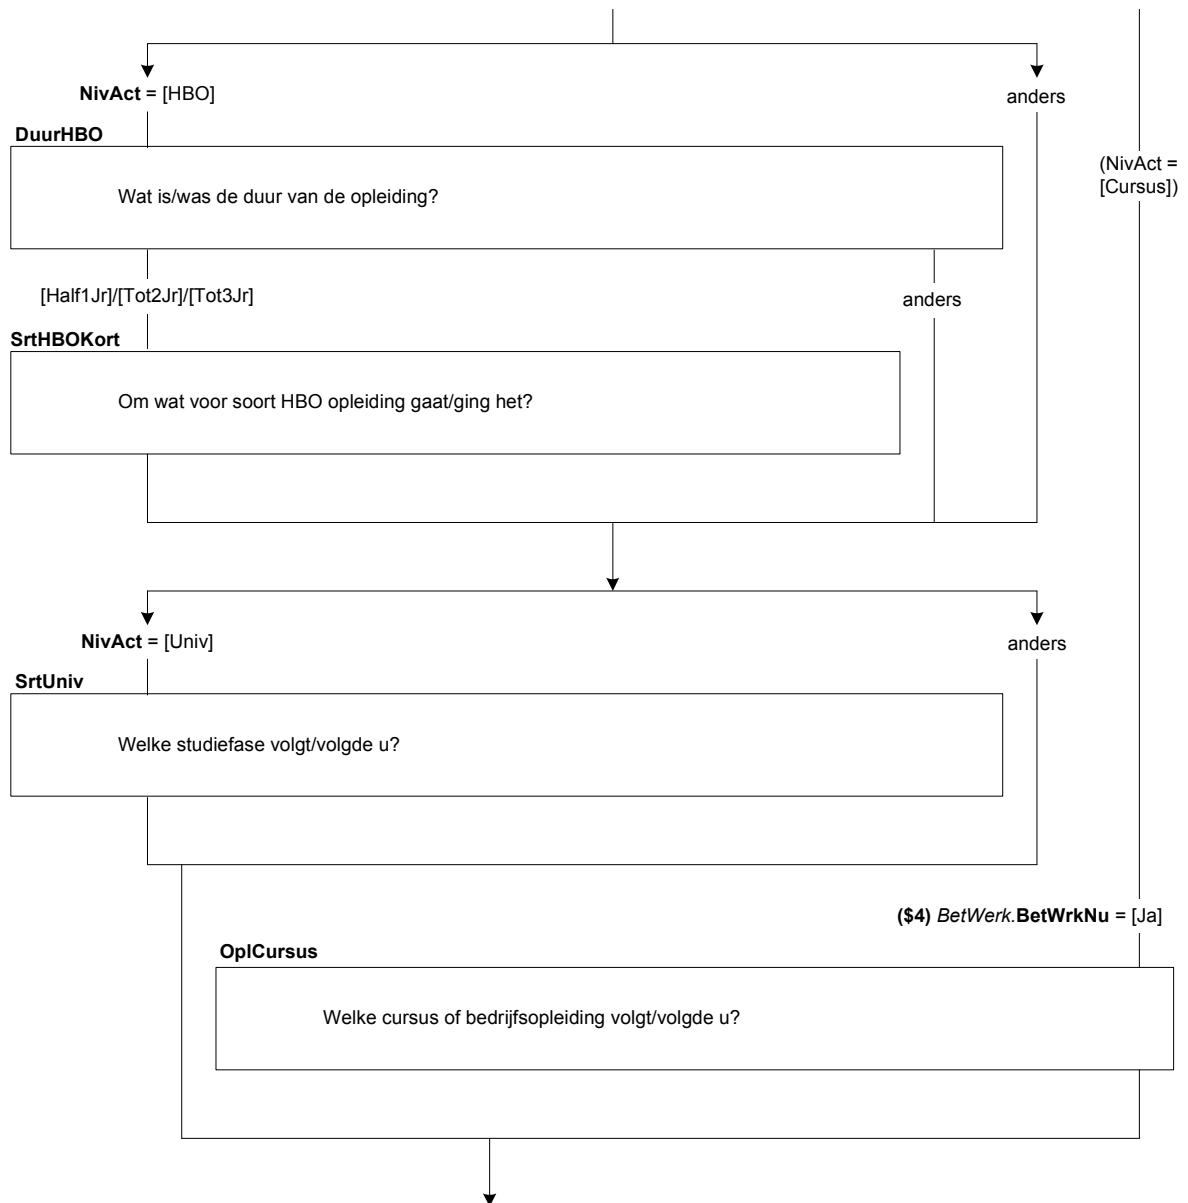 NivAct = [HBO]
anders
DuurHBO
(NivAct =
[Cursus])
Wat is/was de duur van de opleiding?
[Half1Jr]/[Tot2Jr]/[Tot3Jr]
anders
SrtHBOKort
Om wat voor soort HBO opleiding gaat/ging het?
NivAct = [Univ]
anders
SrtUniv
Welke studiefase volgt/volgde u?
($4) BetWerk.BetWrkNu = [Ja]
OplCursus
Welke cursus of bedrijfsopleiding volgt/volgde u?